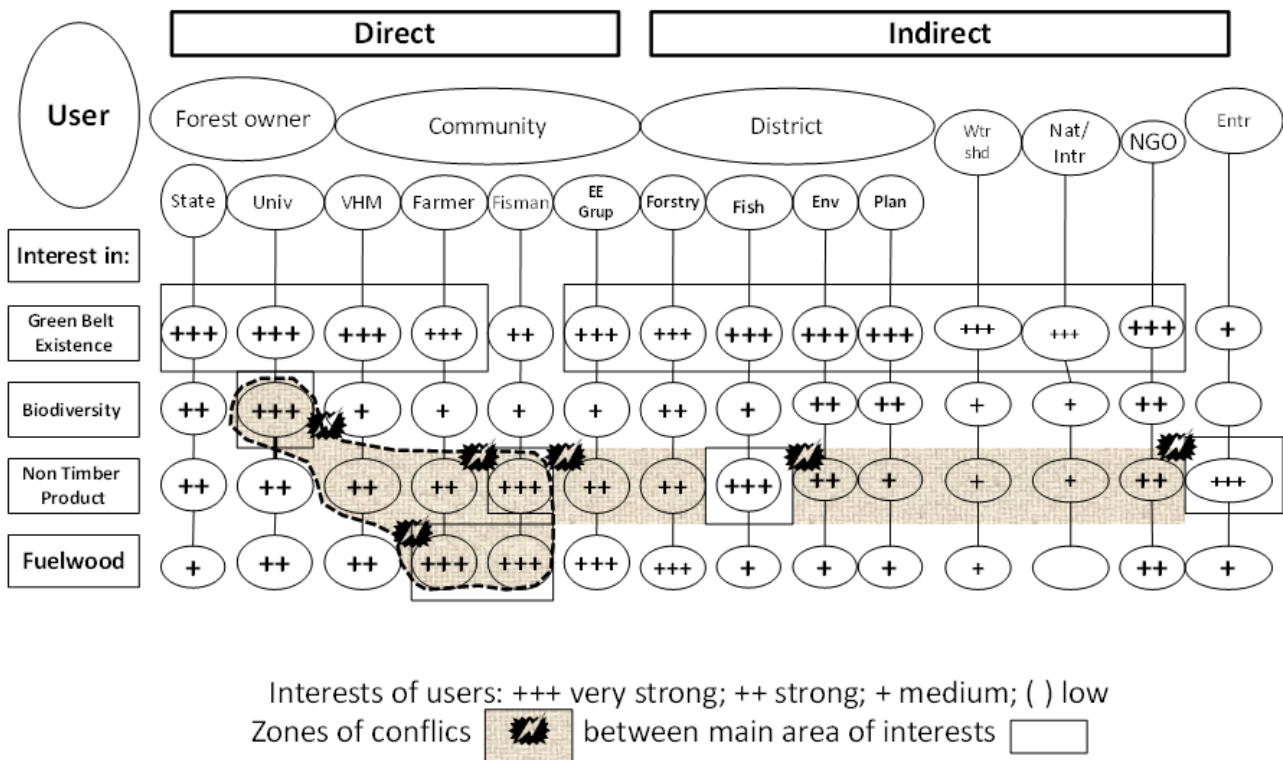 Direct Indirect
User Forest owner Community District Wtr shd Nat/ Intr NGO Entr
State Univ VHM Farmer Fisman EE Grup Forstry Fish Env Plan
Interest in:
Green Belt Existence +++ +++ +++ +++ ++ +++ +++ +++ +++ +++ +++ +++ +++ +
Biodiversity ++ +++ + + + + ++ + ++ ++ + + ++
Non Timber Product ++ ++ ++ ++ +++ ++ ++ +++ ++ + + + ++ +++
Fuelwood + ++ ++ +++ +++ +++ +++ + + + + ++ +
Interests of users: +++ very strong; ++ strong; + medium; ( ) low
Zones of conflics between main area of interests